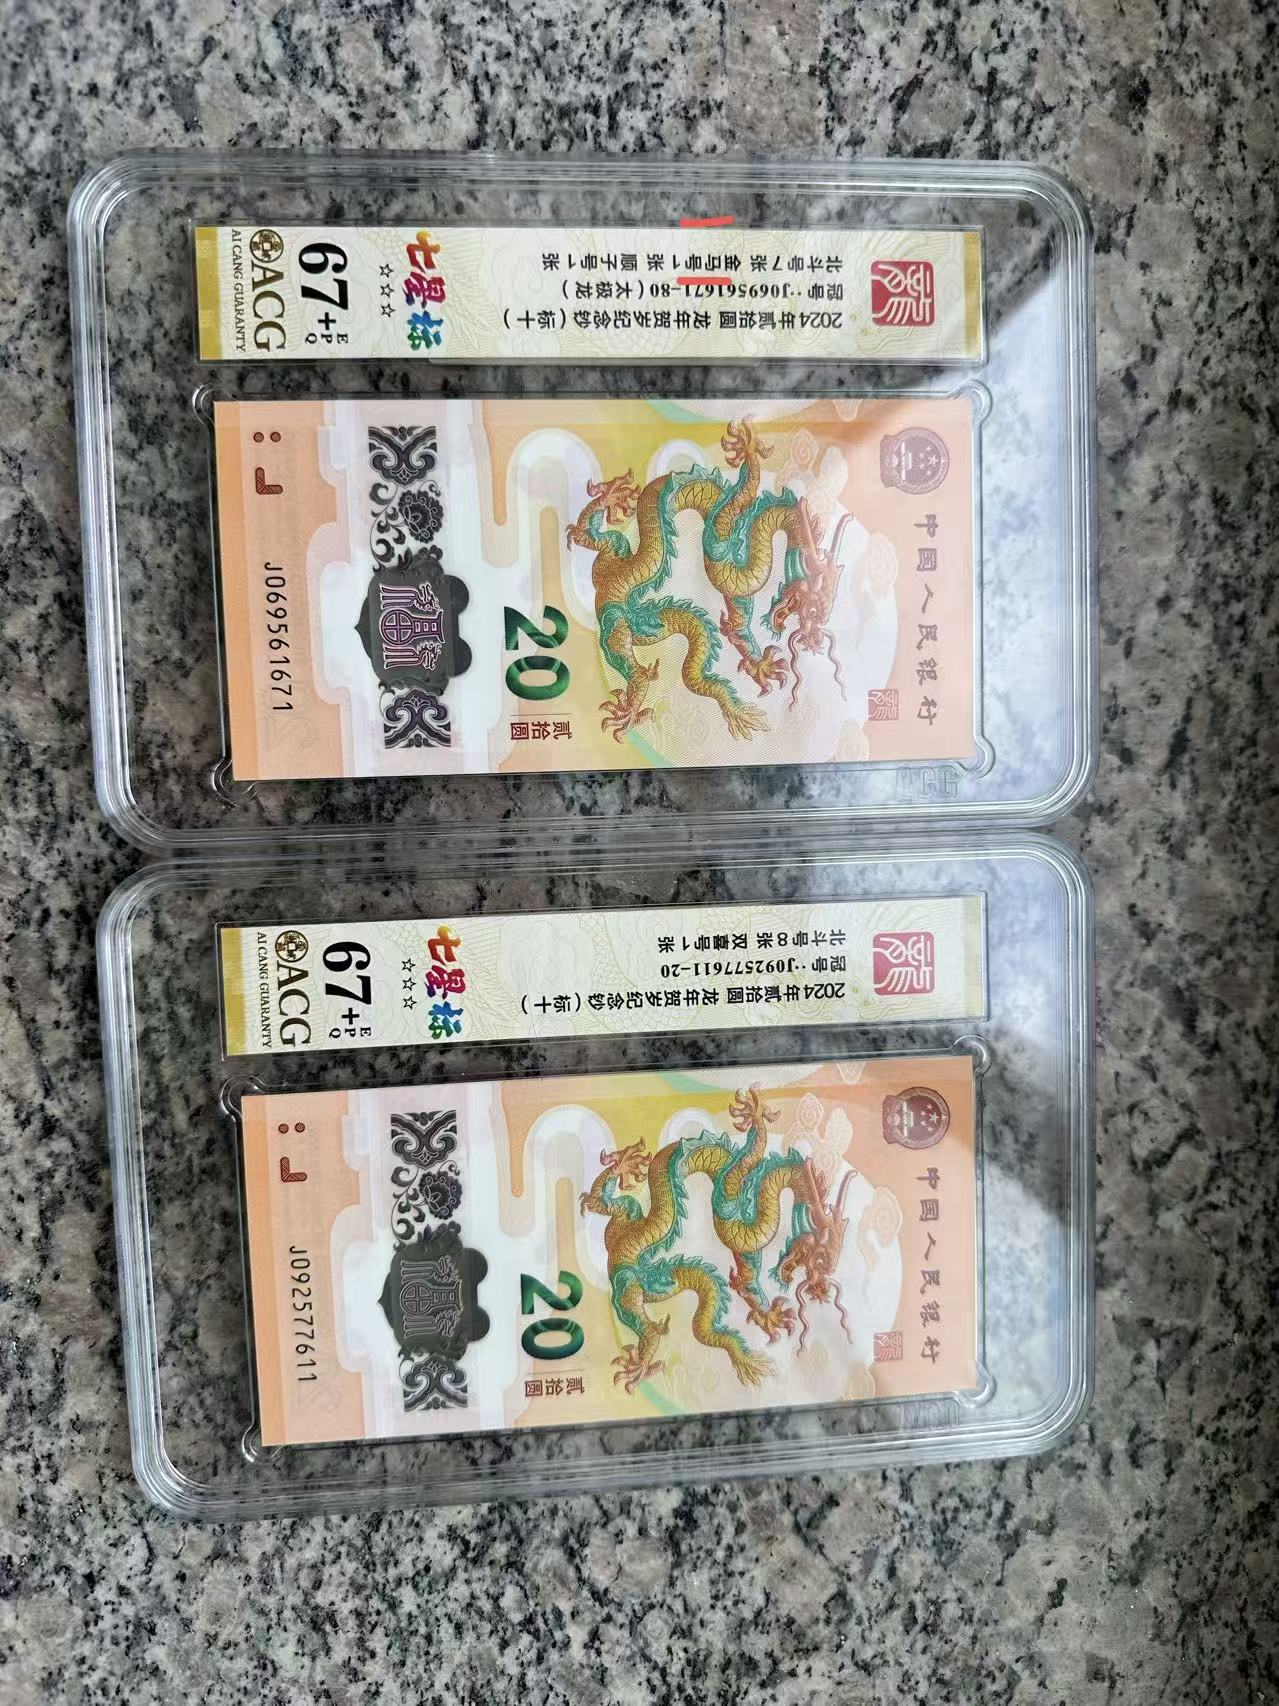 2024年贰拾圆 龙年贺岁纪念钞(标十)
冠号:J069561671-80(太极龙)
北斗号7张 金马号1张 顺子号1张
七星标
☆☆☆
67+
E
PQ
ACG
AI CANG GUARANTY
中国人民银行
20
贰拾圆
福
J069561671
2024年贰拾圆 龙年贺岁纪念钞(标十)
冠号:J092577611-20
北斗号8张 双喜号1张
七星标
☆☆☆
67+
E
PQ
ACG
AI CANG GUARANTY
中国人民银行
20
贰拾圆
福
J092577611